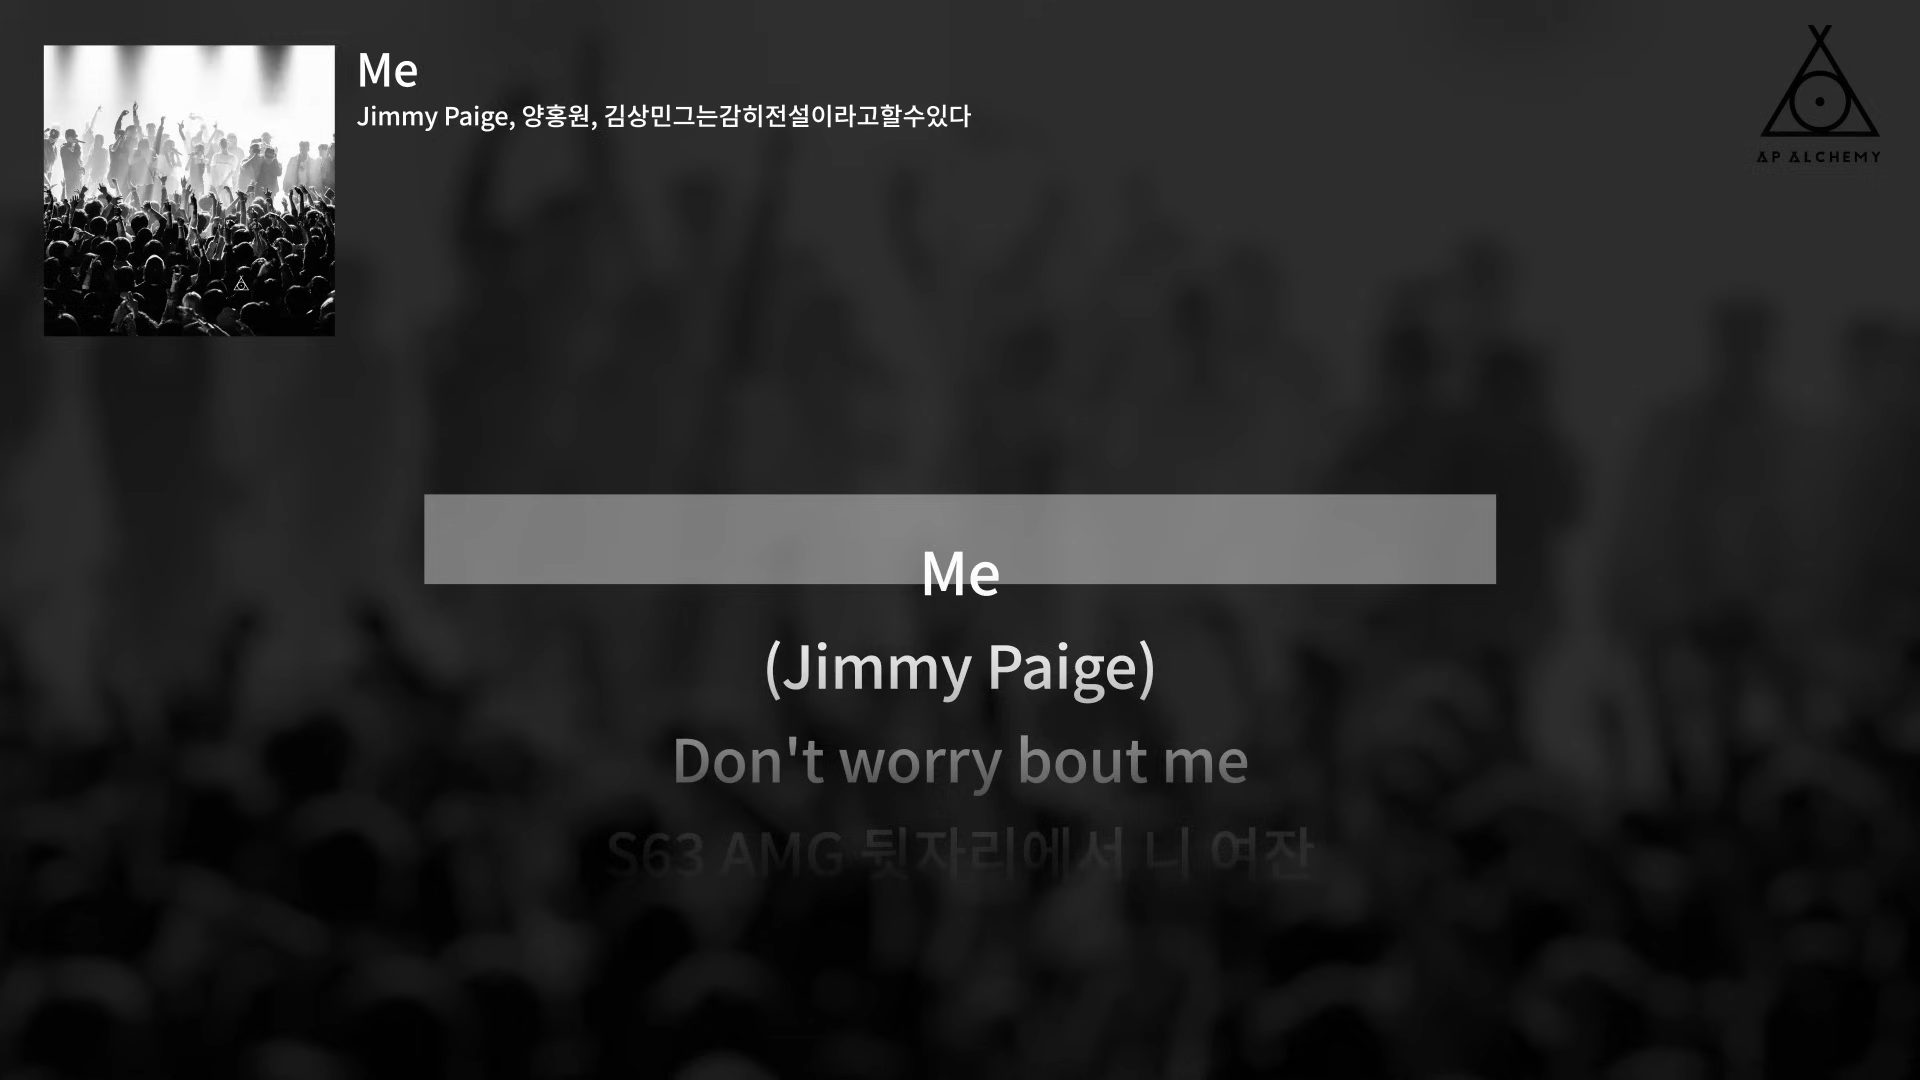 Me
Jimmy Paige, 양홍원, 김상민그는감히전설이라고할수있다
AP ALCHEMY
Me
(Jimmy Paige)
Don't worry bout me
S63 AMG 뒷자리에서 니 여잔